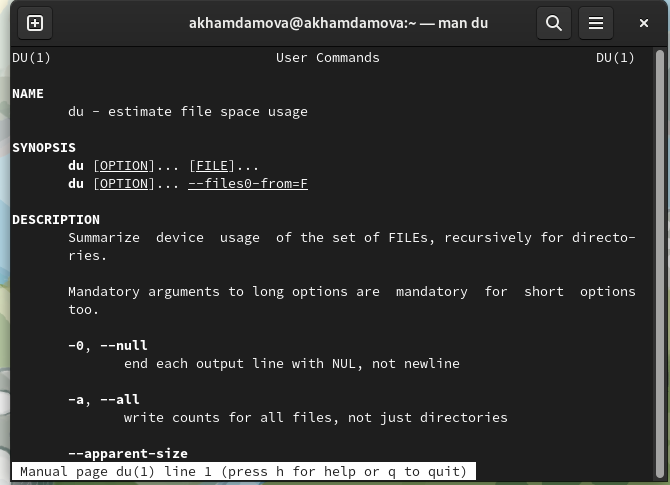 akhamdamova@akhamdamova:~ — man du
DU(1) User Commands DU(1)
NAME
du - estimate file space usage
SYNOPSIS
du [OPTION]... [FILE]...
du [OPTION]... --files0-from=F
DESCRIPTION
Summarize device usage of the set of FILEs, recursively for directo-
ries.
Mandatory arguments to long options are mandatory for short options
too.
-0, --null
end each output line with NUL, not newline
-a, --all
write counts for all files, not just directories
--apparent-size
Manual page du(1) line 1 (press h for help or q to quit)